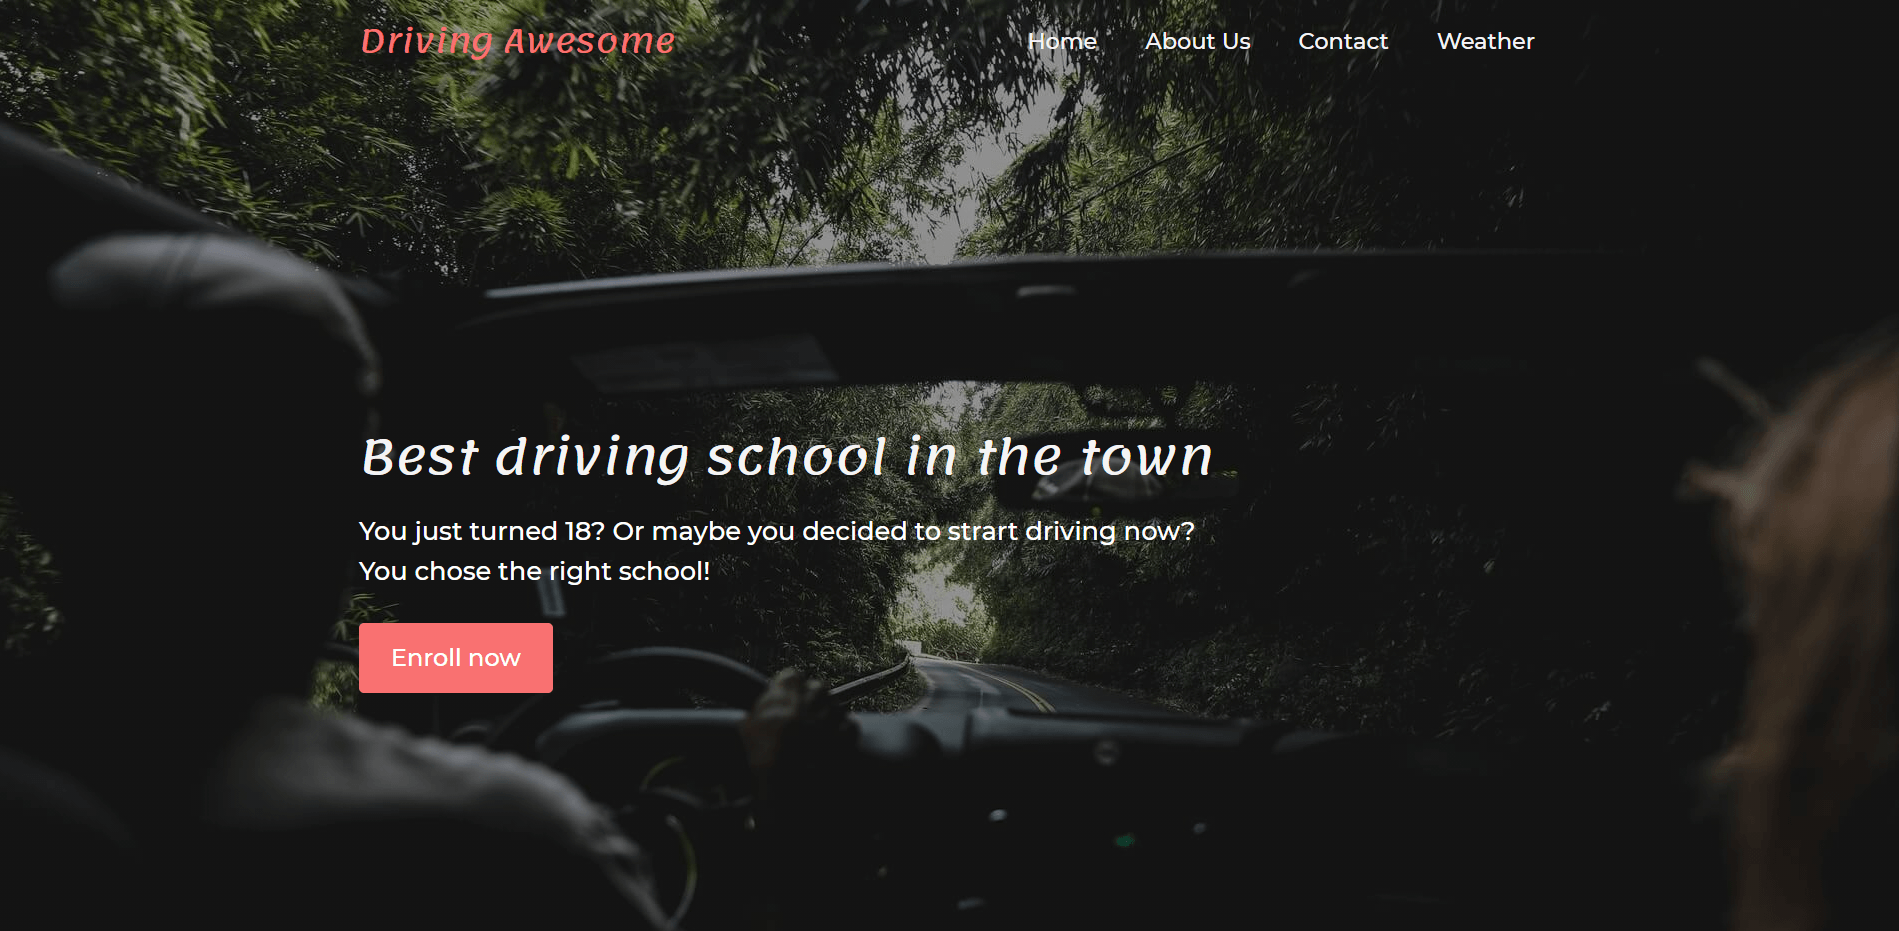 Driving Awesome
Home About Us Contact Weather
Best driving school in the town
You just turned 18? Or maybe you decided to strart driving now?
You chose the right school!
Enroll now